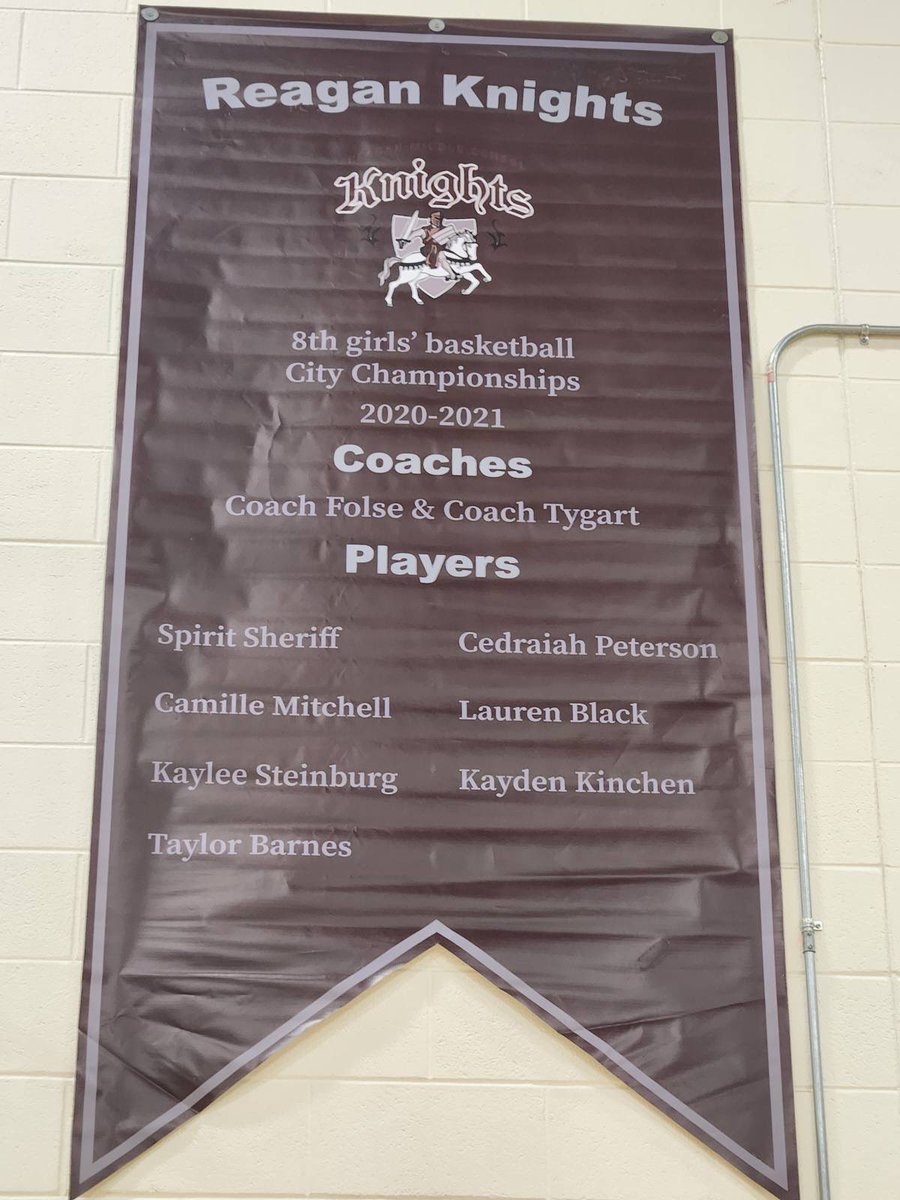 Reagan Knights
Knights
8th girls’ basketball
City Championships
2020-2021
Coaches
Coach Folse & Coach Tygart
Players
Spirit Sheriff
Cedraiah Peterson
Camille Mitchell
Lauren Black
Kaylee Steinburg
Kayden Kinchen
Taylor Barnes